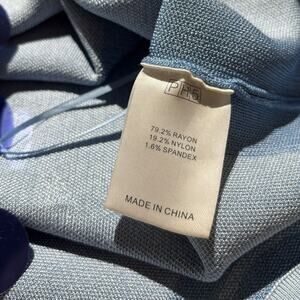 PH5
79.2% RAYON
19.2% NYLON
1.6% SPANDEX
MADE IN CHINA